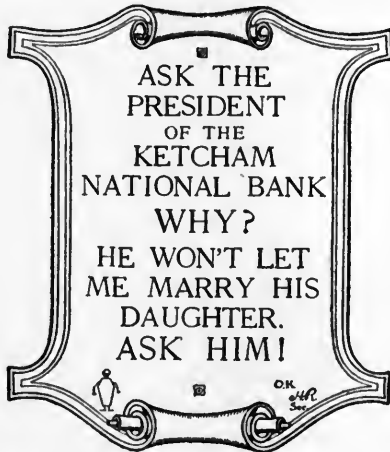 ASK THE
PRESIDENT
OF THE
KETCHAM
NATIONAL BANK
WHY?
HE WON'T LET
ME MARRY HIS
DAUGHTER.
ASK HIM!
O.K.
HR
Sec.